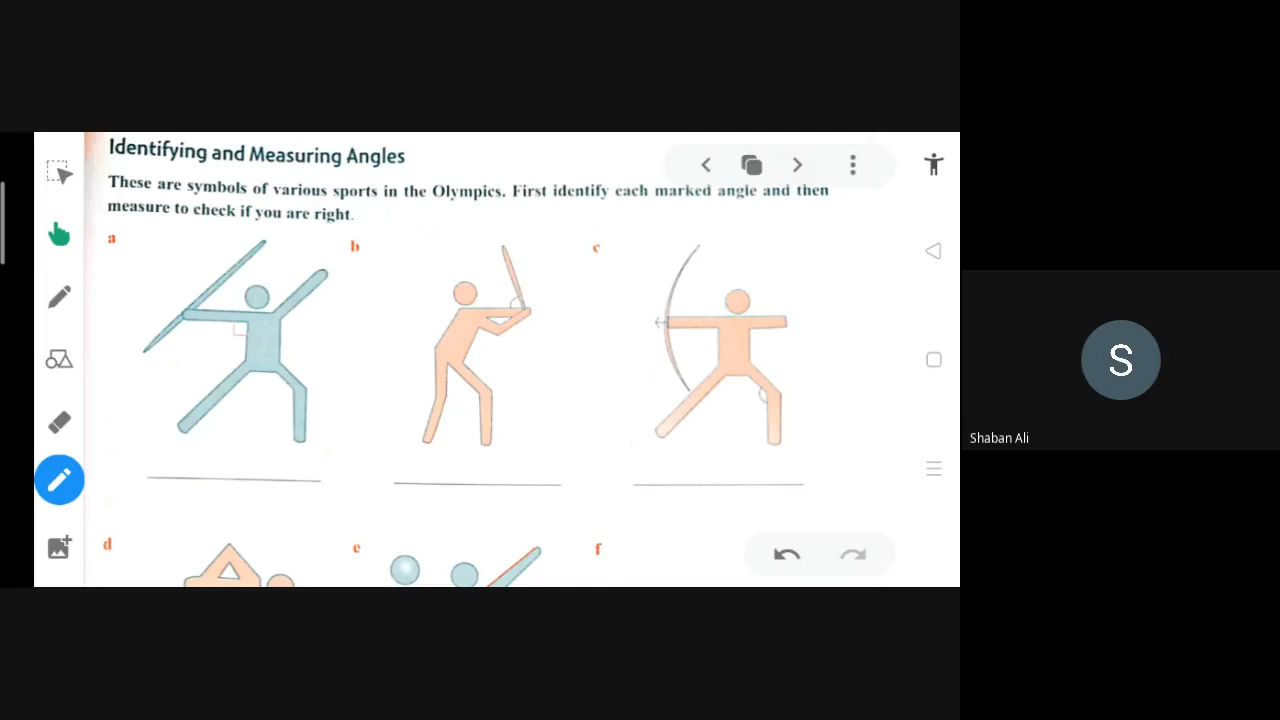 Identifying and Measuring Angles
These are symbols of various sports in the Olympics. First identify each marked angle and then
measure to check if you are right.
a
b
c
d
e
f
S
Shaban Ali